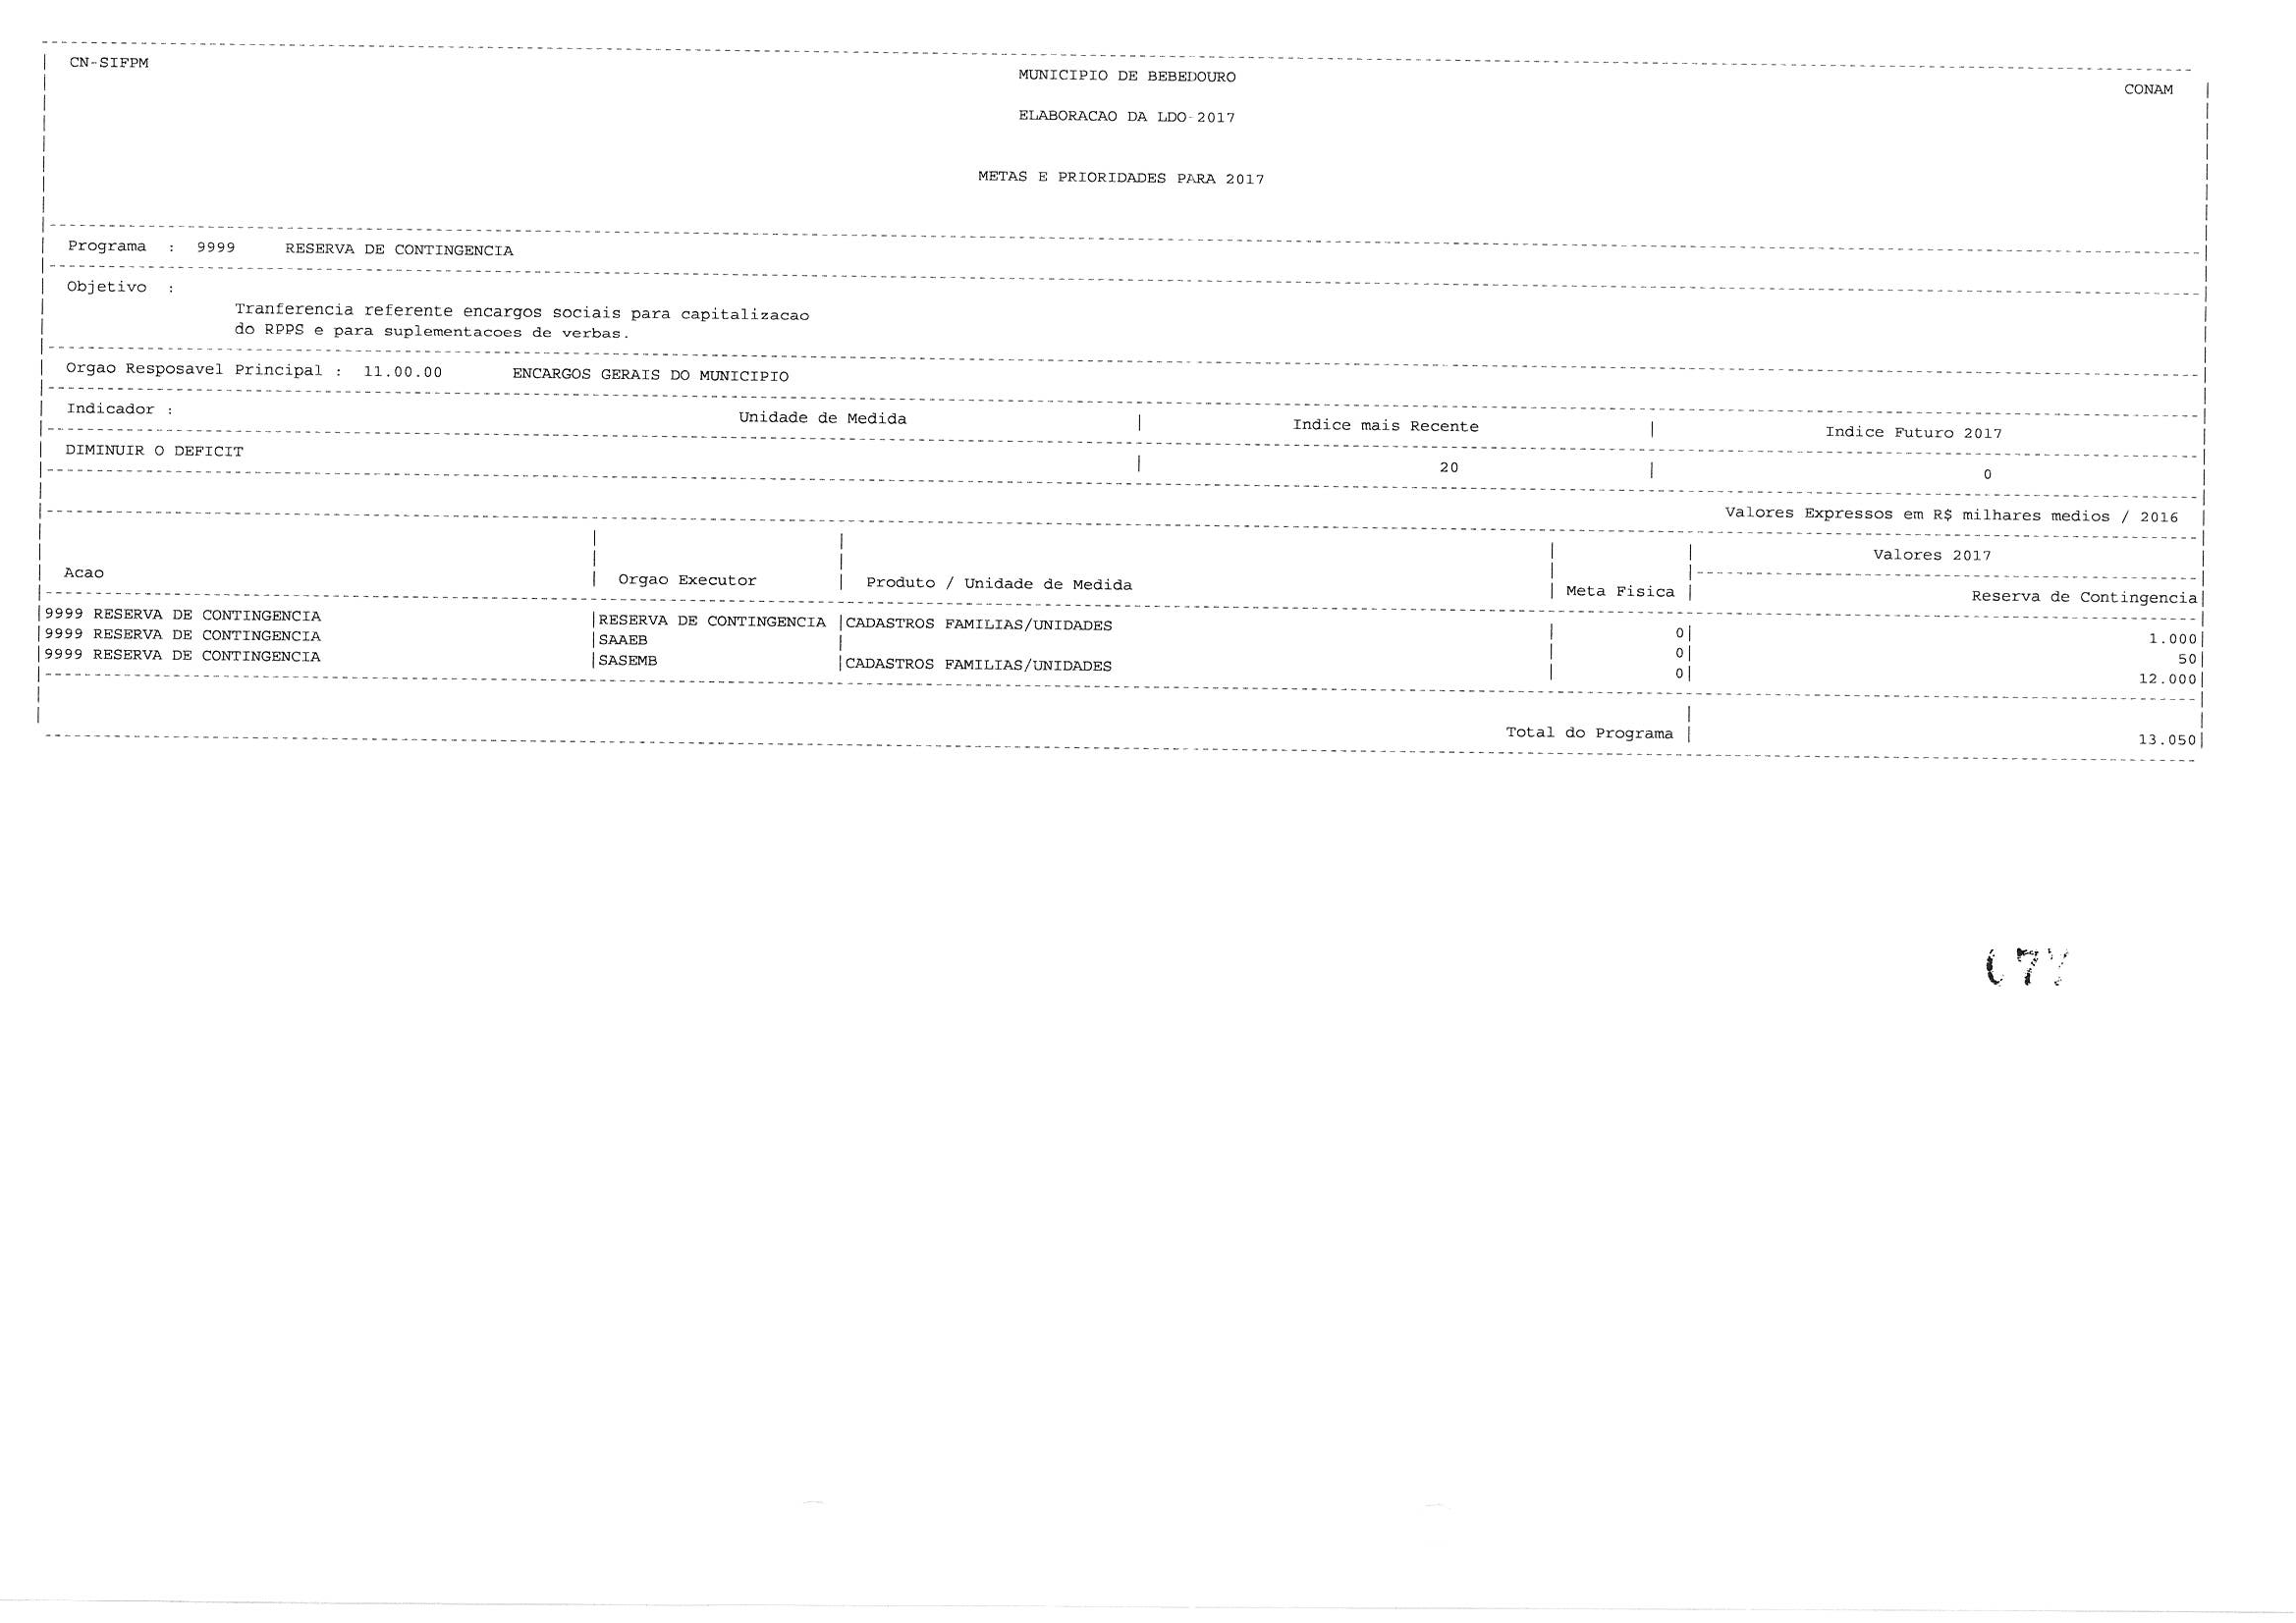 CN-SIFPM
MUNICIPIO DE BEBEDOURO
CONAM
ELABORACAO DA LDO-2017
METAS E PRIORIDADES PARA 2017
Programa : 9999 RESERVA DE CONTINGENCIA
Objetivo :
Tranferencia referente encargos sociais para capitalizacao
do RPPS e para suplementacoes de verbas.
Orgao Resposavel Principal : 11.00.00 ENCARGOS GERAIS DO MUNICIPIO
Indicador : Unidade de Medida | Indice mais Recente | Indice Futuro 2017
DIMINUIR O DEFICIT | 20 | 0
Valores Expressos em R$ milhares medios / 2016
Valores 2017
Acao | Orgao Executor | Produto / Unidade de Medida | Meta Fisica | Reserva de Contingencia
9999 RESERVA DE CONTINGENCIA | RESERVA DE CONTINGENCIA | CADASTROS FAMILIAS/UNIDADES | 0 | 1.000
9999 RESERVA DE CONTINGENCIA | SAAEB | | 0 | 50
9999 RESERVA DE CONTINGENCIA | SASEMB | CADASTROS FAMILIAS/UNIDADES | 0 | 12.000
Total do Programa | 13.050